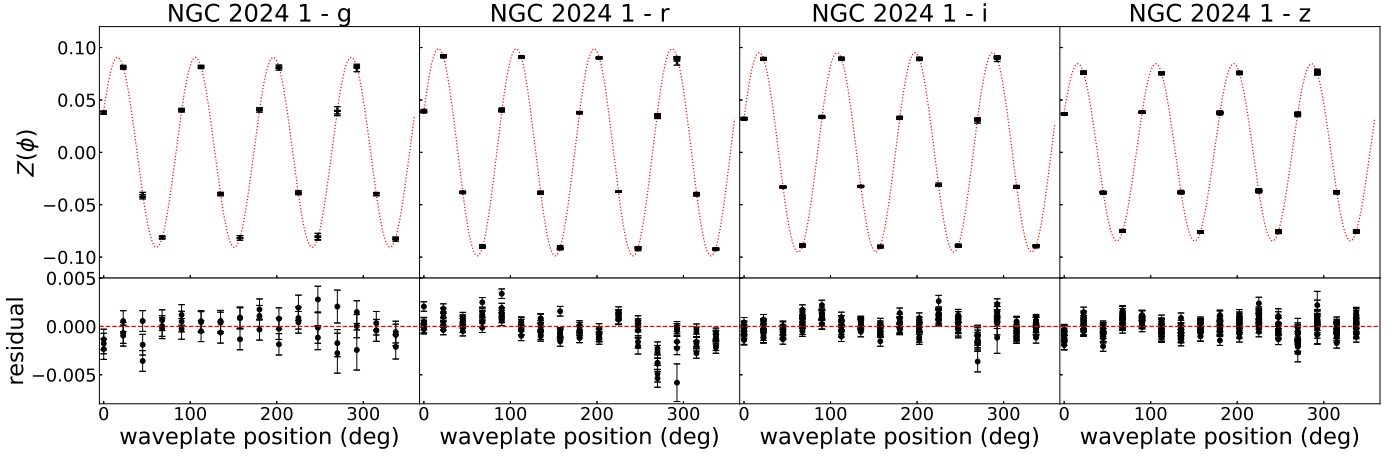 NGC 2024 1 - g NGC 2024 1 - r NGC 2024 1 - i NGC 2024 1 - z
0.10
0.05
0.00
−0.05
−0.10
Z(ϕ)
0.005
0.000
−0.005
residual
0 100 200 300 0 100 200 300 0 100 200 300 0 100 200 300
waveplate position (deg) waveplate position (deg) waveplate position (deg) waveplate position (deg)